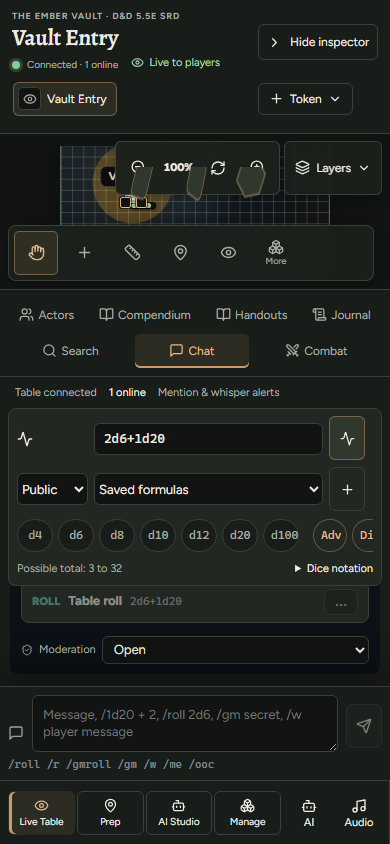 THE EMBER VAULT · D&D 5.5E SRD
Vault Entry
Hide inspector
Connected · 1 online
Live to players
Vault Entry
Token
100%
Layers
More
Actors
Compendium
Handouts
Journal
Search
Chat
Combat
Table connected 1 online Mention & whisper alerts
2d6+1d20
Public
Saved formulas
d4 d6 d8 d10 d12 d20 d100 Adv
Possible total: 3 to 32
Dice notation
ROLL Table roll 2d6+1d20
...
Moderation
Open
Message, /1d20 + 2, /roll 2d6, /gm secret, /w
player message
/roll /r /gmroll /gm /w /me /ooc
Live Table
Prep
AI Studio
Manage
AI
Audio